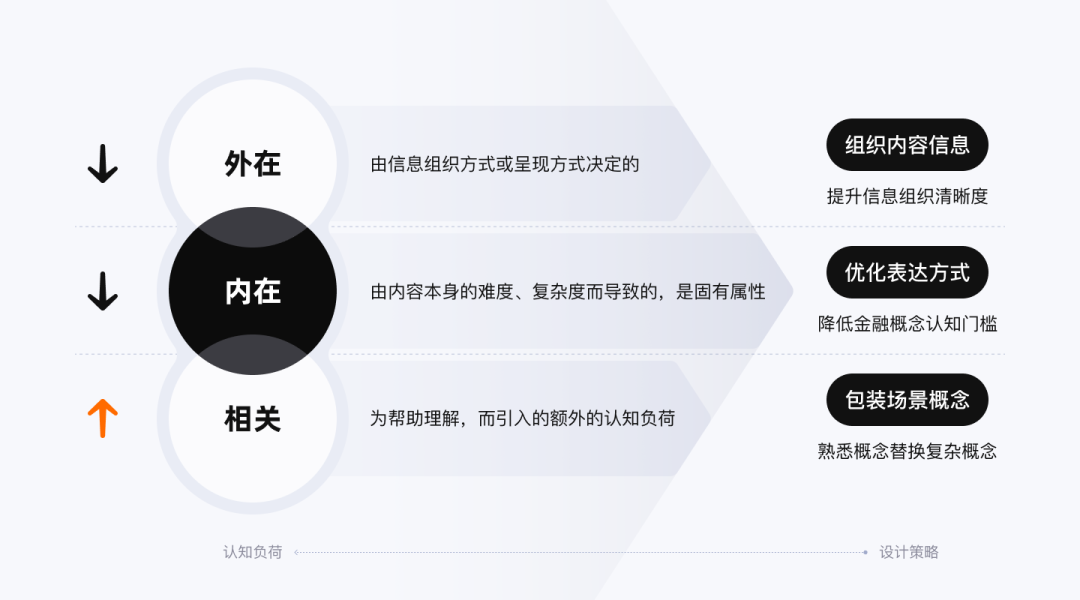 外在
由信息组织方式或呈现方式决定的
组织内容信息
提升信息组织清晰度
内在
由内容本身的难度、复杂度而导致的，是固有属性
优化表达方式
降低金融概念认知门槛
相关
为帮助理解，而引入的额外的认知负荷
包装场景概念
熟悉概念替换复杂概念
认知负荷
设计策略